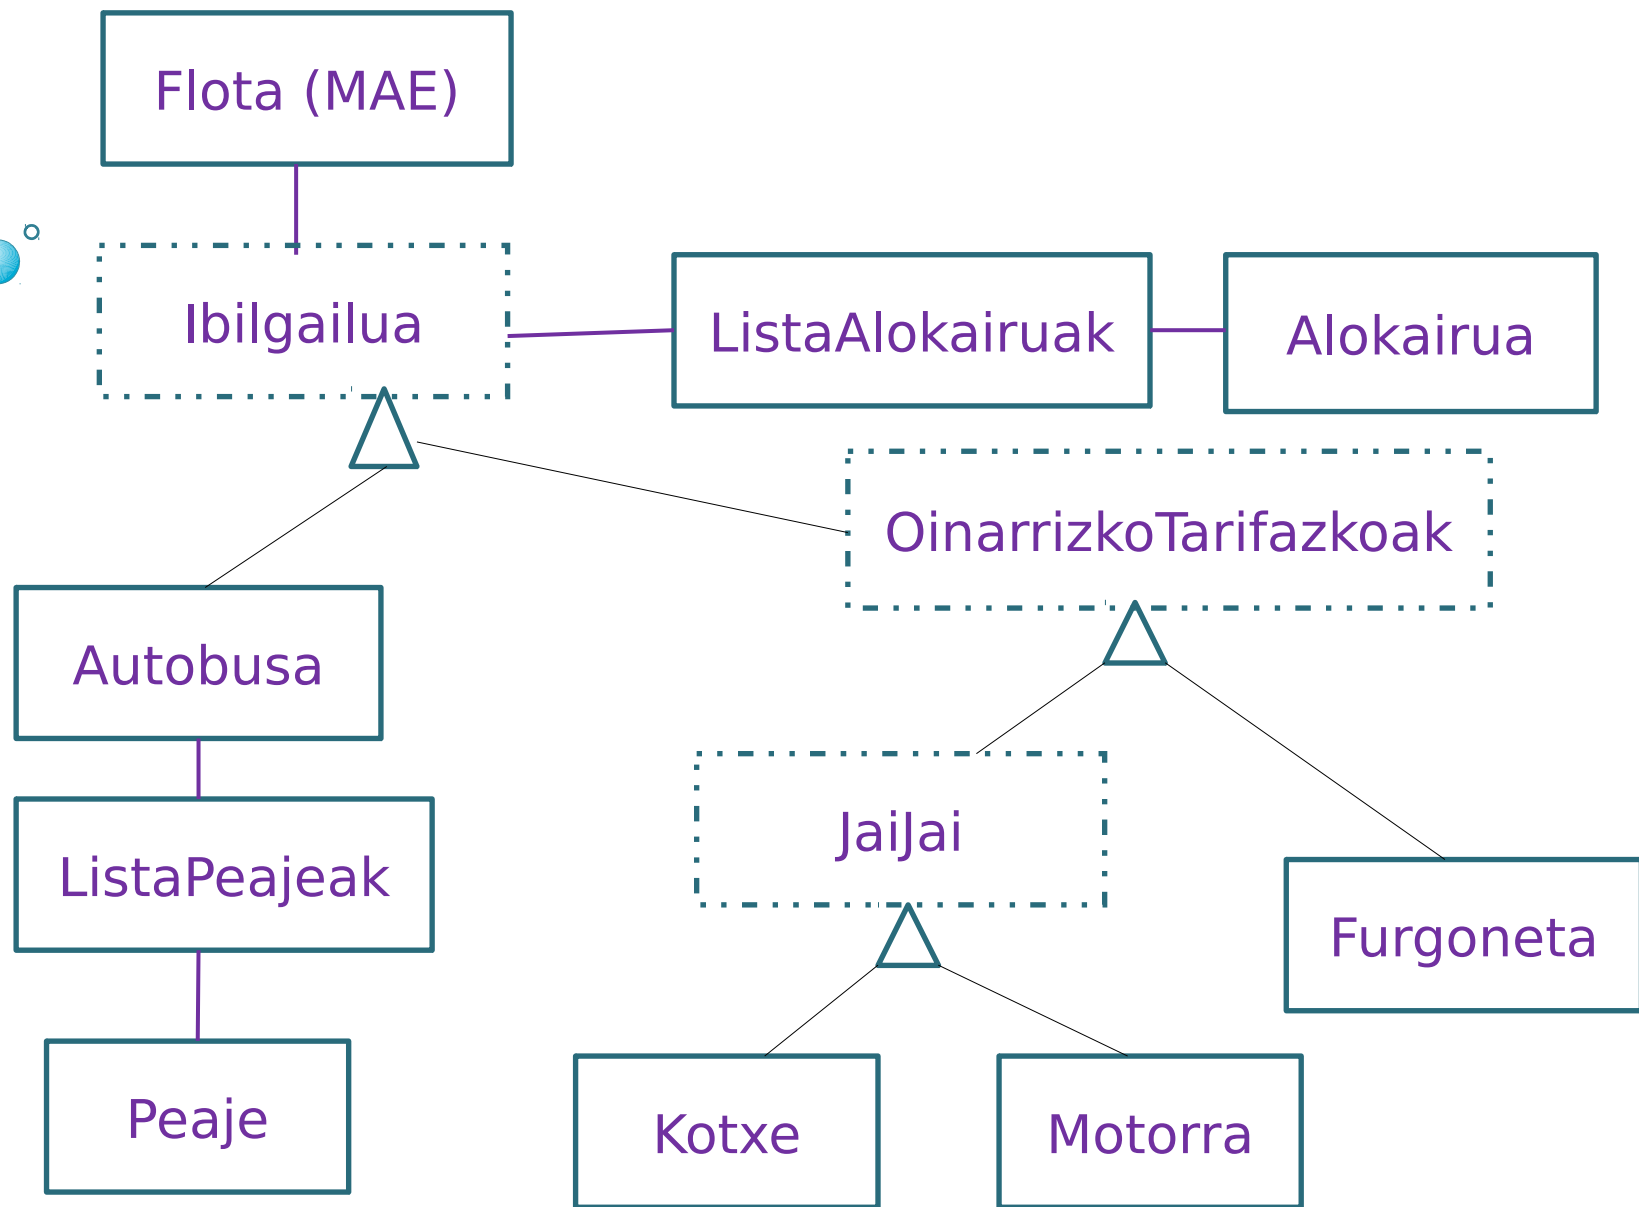 Flota (MAE)
Ibilgailua
ListaAlokairuak
Alokairua
OinarrizkoTarifazkoak
Autobusa
JaiJai
ListaPeajeak
Furgoneta
Peaje
Kotxe
Motorra